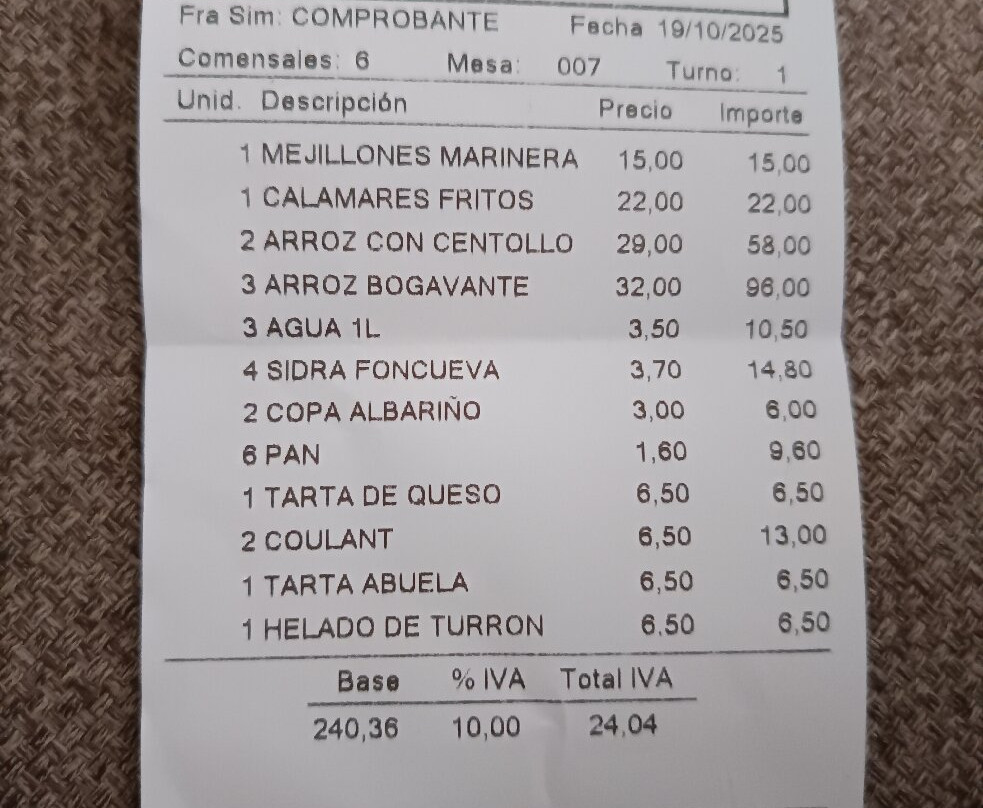 Fra Sim: COMPROBANTE Fecha 19/10/2025
Comensales: 6 Mesa: 007 Turno: 1
Unid. Descripción Precio Importe
1 MEJILLONES MARINERA 15,00 15,00
1 CALAMARES FRITOS 22,00 22,00
2 ARROZ CON CENTOLLO 29,00 58,00
3 ARROZ BOGAVANTE 32,00 96,00
3 AGUA 1L 3,50 10,50
4 SIDRA FONCUEVA 3,70 14,80
2 COPA ALBARIÑO 3,00 6,00
6 PAN 1,60 9,60
1 TARTA DE QUESO 6,50 6,50
2 COULANT 6,50 13,00
1 TARTA ABUELA 6,50 6,50
1 HELADO DE TURRON 6,50 6,50
Base % IVA Total IVA
240,36 10,00 24,04